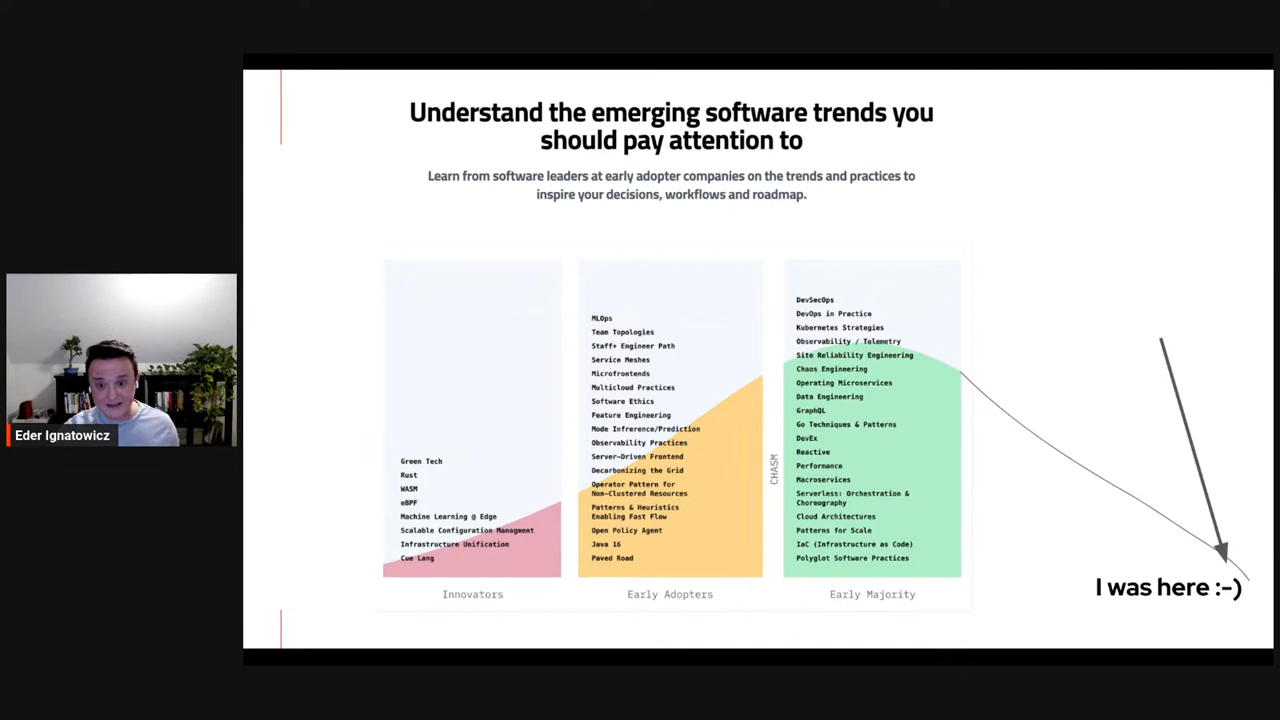 Understand the emerging software trends you
should pay attention to
Learn from software leaders at early adopter companies on the trends and practices to
inspire your decisions, workflows and roadmap.
Green Tech
Rust
WASM
eBPF
Machine Learning @ Edge
Scalable Configuration Managment
Infrastructure Unification
Cue Lang
Innovators
MLOps
Team Topologies
Staff+ Engineer Path
Service Meshes
Microfrontends
Multicloud Practices
Software Ethics
Feature Engineering
Mode Inference/Prediction
Observability Practices
Server-Driven Frontend
Decarbonizing the Grid
Operator Pattern for
Non-Clustered Resources
Patterns & Heuristics
Enabling Fast Flow
Open Policy Agent
Java 16
Paved Road
Early Adopters
CHASM
DevSecOps
DevOps in Practice
Kubernetes Strategies
Observability / Telemetry
Site Reliability Engineering
Chaos Engineering
Operating Microservices
Data Engineering
GraphQL
Go Techniques & Patterns
DevEx
Reactive
Performance
Macroservices
Serverless: Orchestration &
Choreography
Cloud Architectures
Patterns for Scale
IaC (Infrastructure as Code)
Polyglot Software Practices
Early Majority
I was here :-)
Eder Ignatowicz